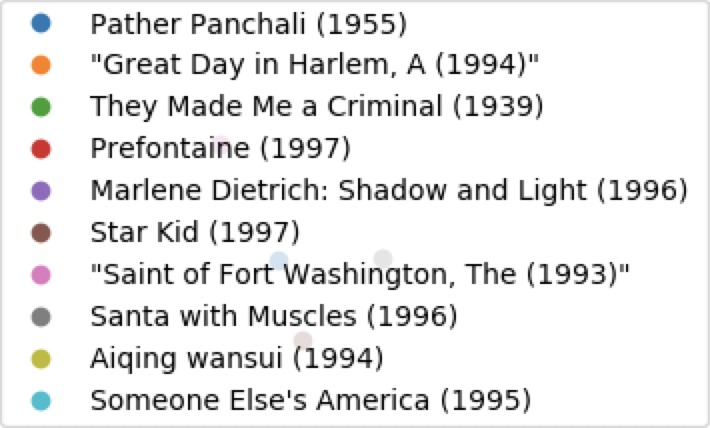 Pather Panchali (1955)
"Great Day in Harlem, A (1994)"
They Made Me a Criminal (1939)
Prefontaine (1997)
Marlene Dietrich: Shadow and Light (1996)
Star Kid (1997)
"Saint of Fort Washington, The (1993)"
Santa with Muscles (1996)
Aiqing wansui (1994)
Someone Else's America (1995)